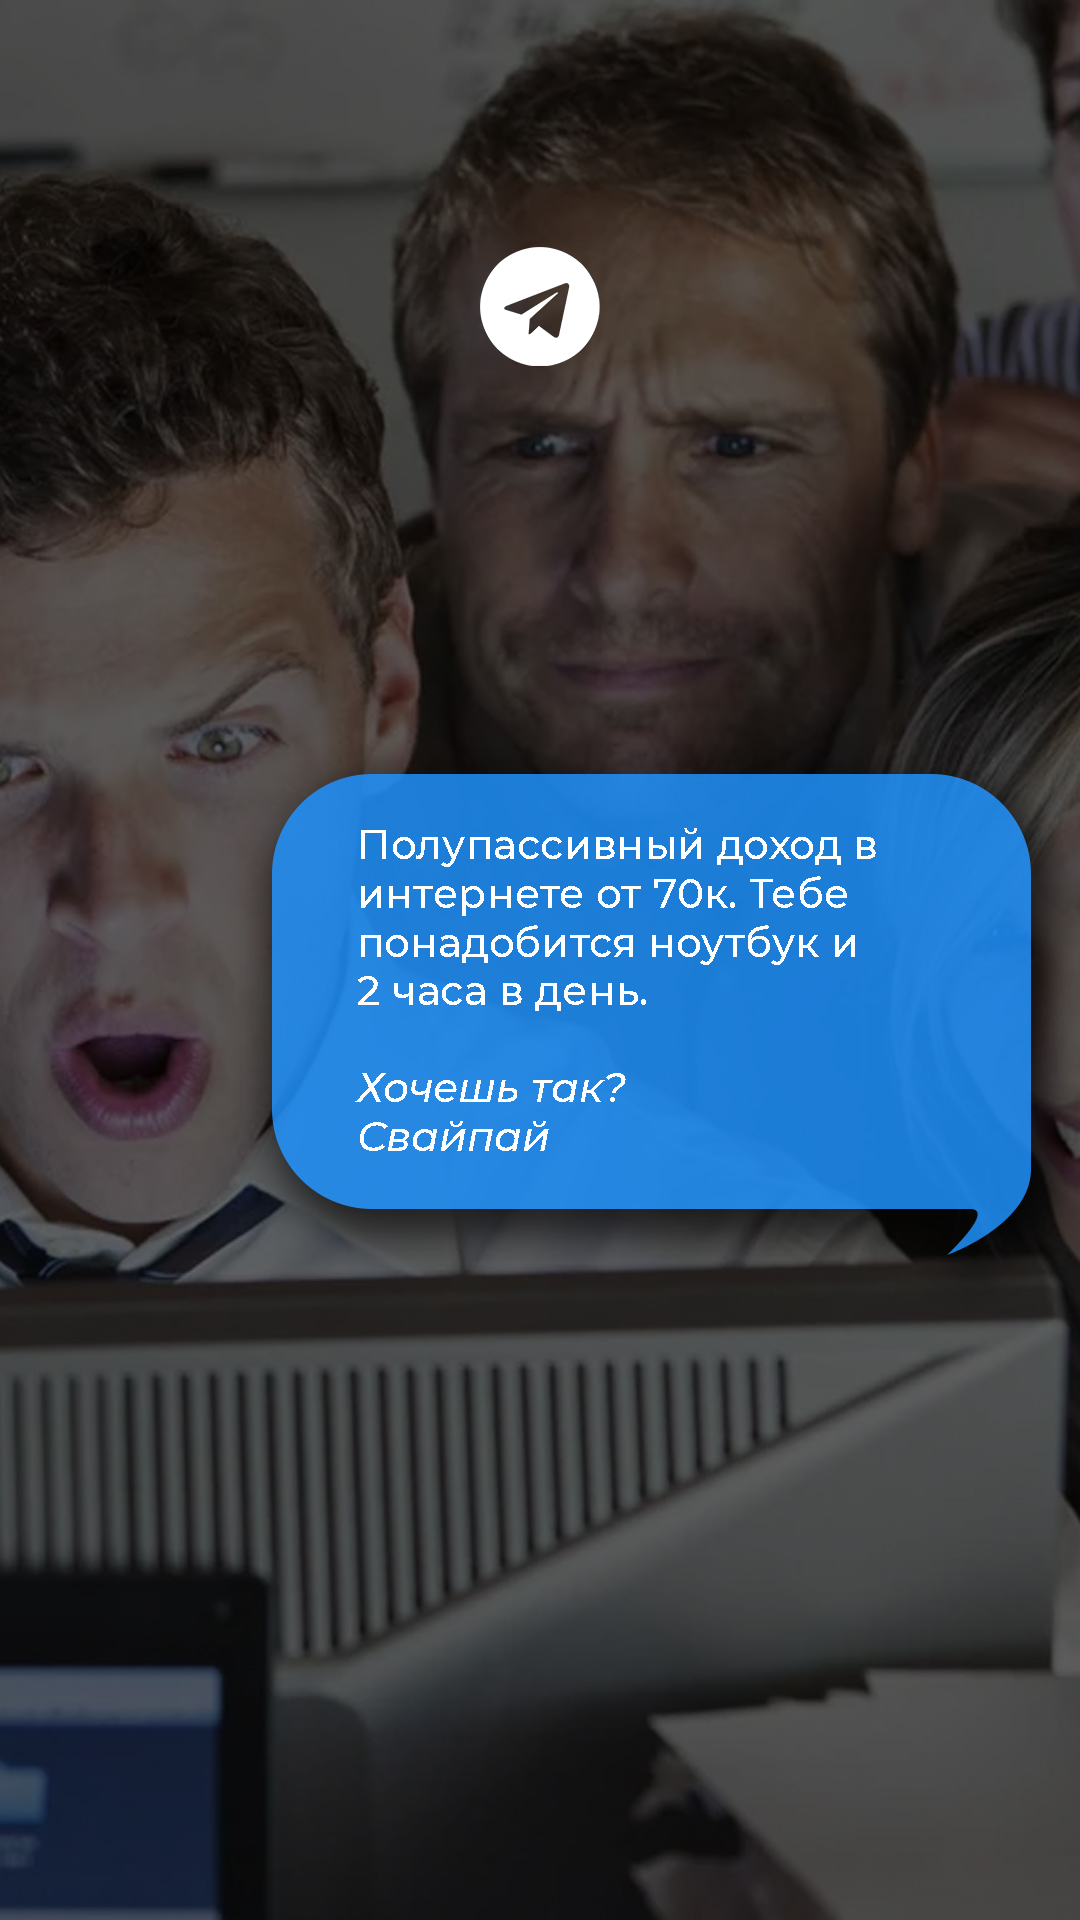 Полупассивный доход в
интернете от 70к. Тебе
понадобится ноутбук и
2 часа в день.
Хочешь так?
Свайпай